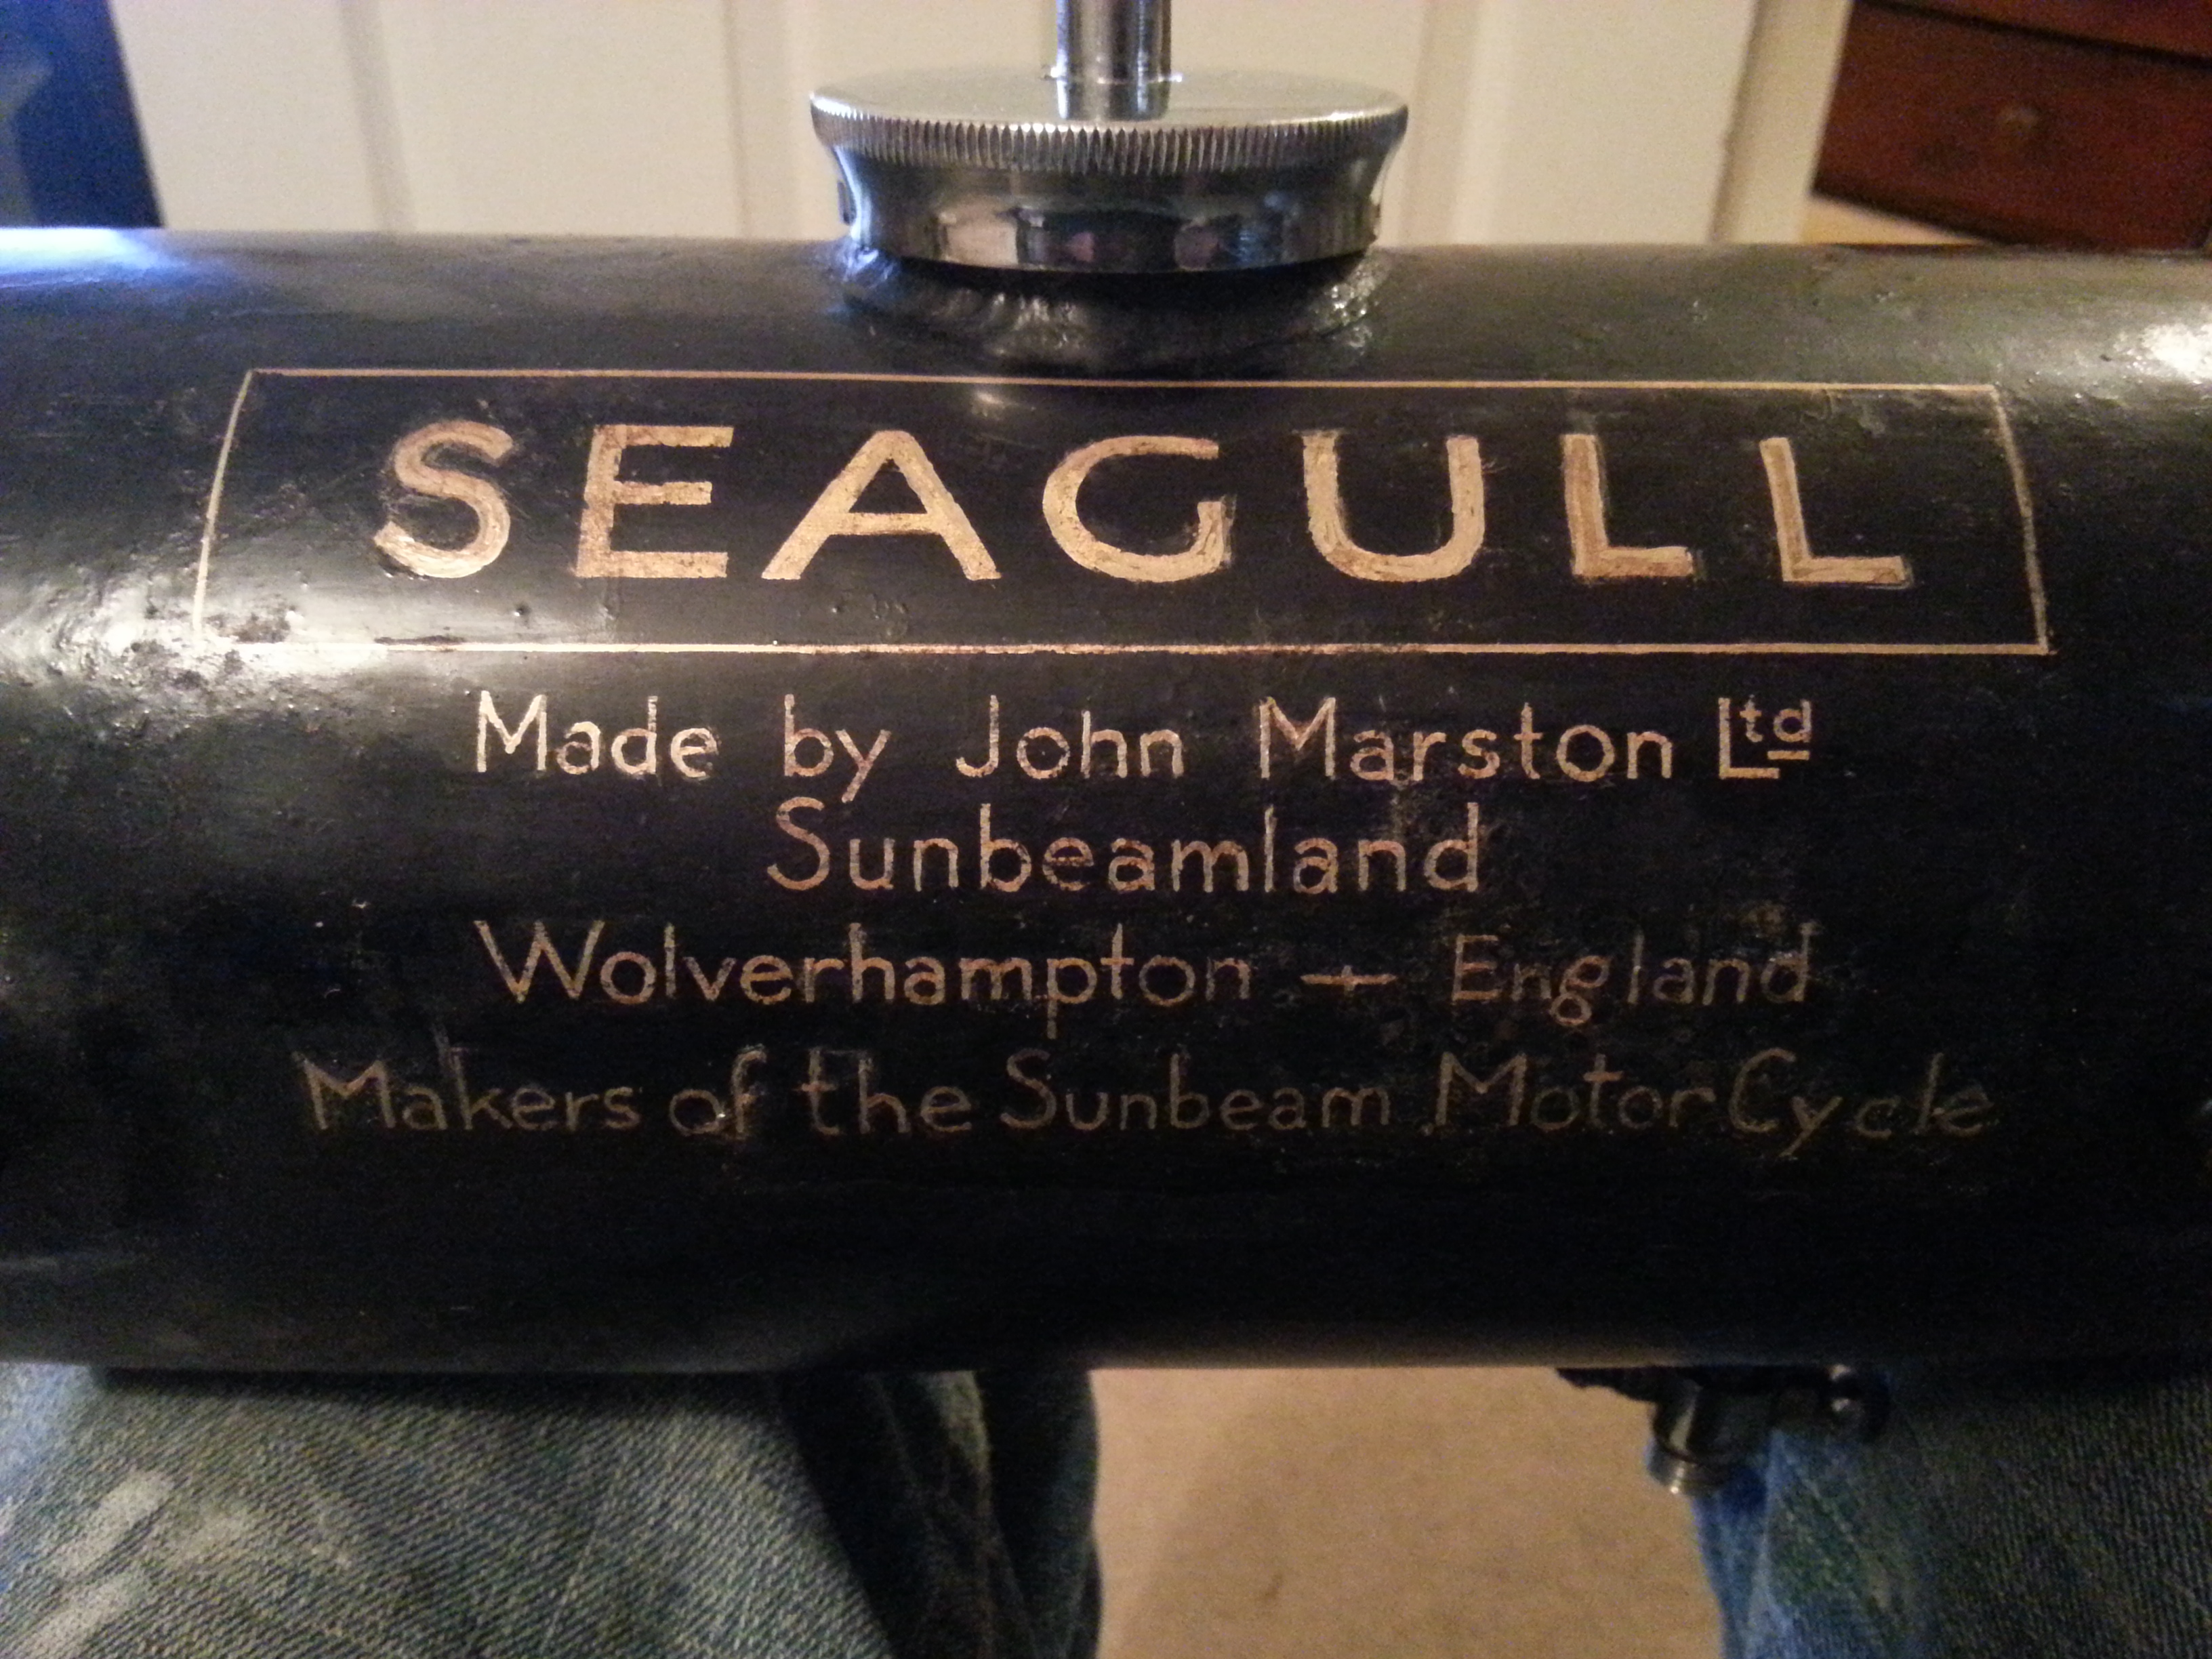 SEAGULL
Made by John Marston Ltd
Sunbeamland
Wolverhampton - England
Makers of the Sunbeam Motor Cycle